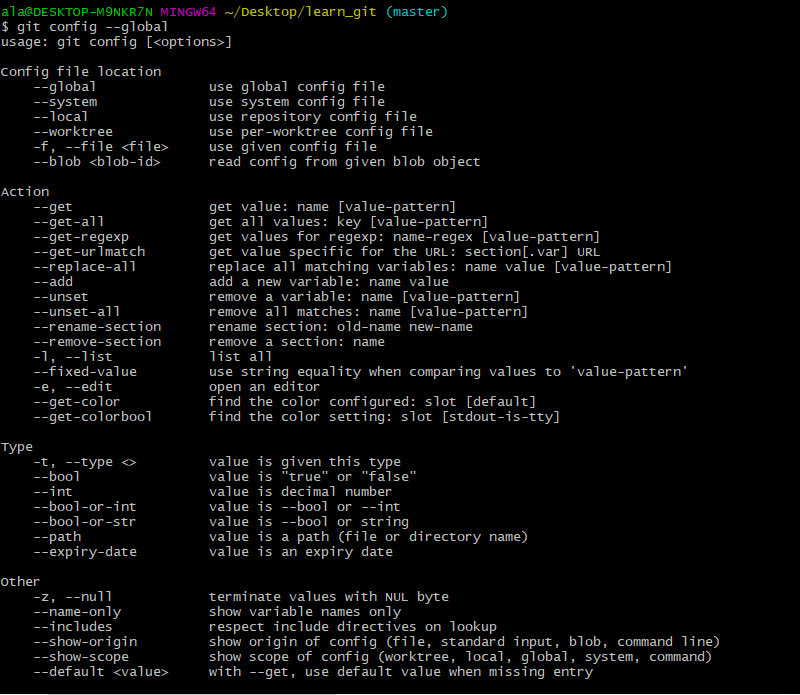 ala@DESKTOP-M9NKR7N MINGW64 ~/Desktop/learn_git (master)
$ git config --global
usage: git config [<options>]

Config file location
    --global              use global config file
    --system              use system config file
    --local               use repository config file
    --worktree            use per-worktree config file
    -f, --file <file>     use given config file
    --blob <blob-id>      read config from given blob object

Action
    --get                 get value: name [value-pattern]
    --get-all             get all values: key [value-pattern]
    --get-regexp          get values for regexp: name-regex [value-pattern]
    --get-urlmatch        get value specific for the URL: section[.var] URL
    --replace-all         replace all matching variables: name value [value-pattern]
    --add                 add a new variable: name value
    --unset               remove a variable: name [value-pattern]
    --unset-all           remove all matches: name [value-pattern]
    --rename-section      rename section: old-name new-name
    --remove-section      remove a section: name
    -l, --list            list all
    --fixed-value         use string equality when comparing values to 'value-pattern'
    -e, --edit            open an editor
    --get-color           find the color configured: slot [default]
    --get-colorbool       find the color setting: slot [stdout-is-tty]

Type
    -t, --type <>         value is given this type
    --bool                value is "true" or "false"
    --int                 value is decimal number
    --bool-or-int         value is --bool or --int
    --bool-or-str         value is --bool or string
    --path                value is a path (file or directory name)
    --expiry-date         value is an expiry date

Other
    -z, --null            terminate values with NUL byte
    --name-only           show variable names only
    --includes            respect include directives on lookup
    --show-origin         show origin of config (file, standard input, blob, command line)
    --show-scope          show scope of config (worktree, local, global, system, command)
    --default <value>     with --get, use default value when missing entry